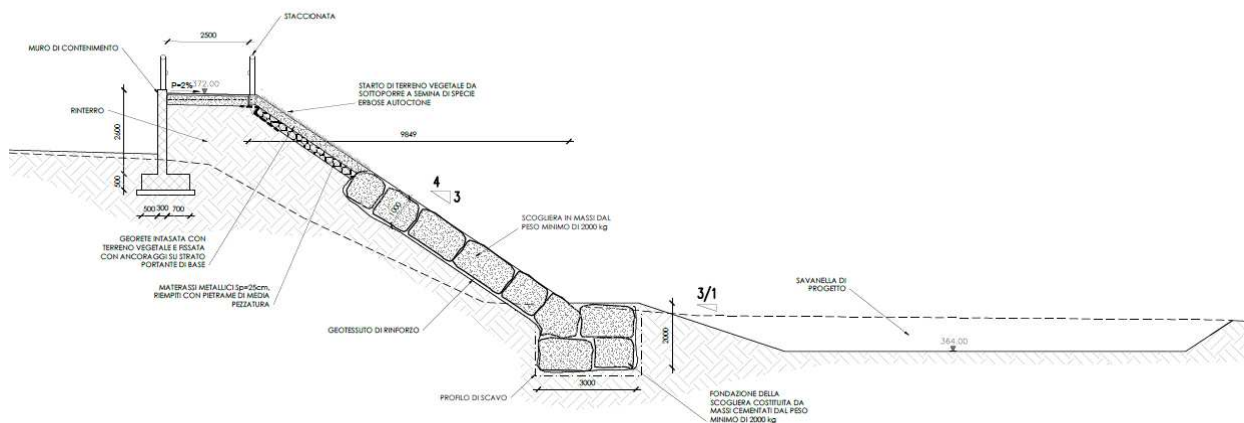 STACCIONATA
2500
MURO DI CONTENIMENTO
P=2%
372.00
STARTO DI TERRENO VEGETALE DA
SOTTOPORRE A SEMINA DI SPECIE
ERBOSE AUTOCTONE
RINTERRO
2600
9849
500
4
3
500
300
700
1000
SCOGLIERA IN MASSI DAL
PESO MINIMO DI 2000 kg
GEORETE INTASATA CON
TERRENO VEGETALE E FISSATA
CON ANCORAGGI SU STRATO
PORTANTE DI BASE
MATERASSI METALLICI Sp=25cm,
RIEMPITI CON PIETRAME DI MEDIA
PEZZATURA
3/1
SAVANELLA DI
PROGETTO
GEOTESSUTO DI RINFORZO
2000
364.00
3000
PROFILO DI SCAVO
FONDAZIONE DELLA
SCOGLIERA COSTITUITA DA
MASSI CEMENTATI DAL PESO
MINIMO DI 2000 kg